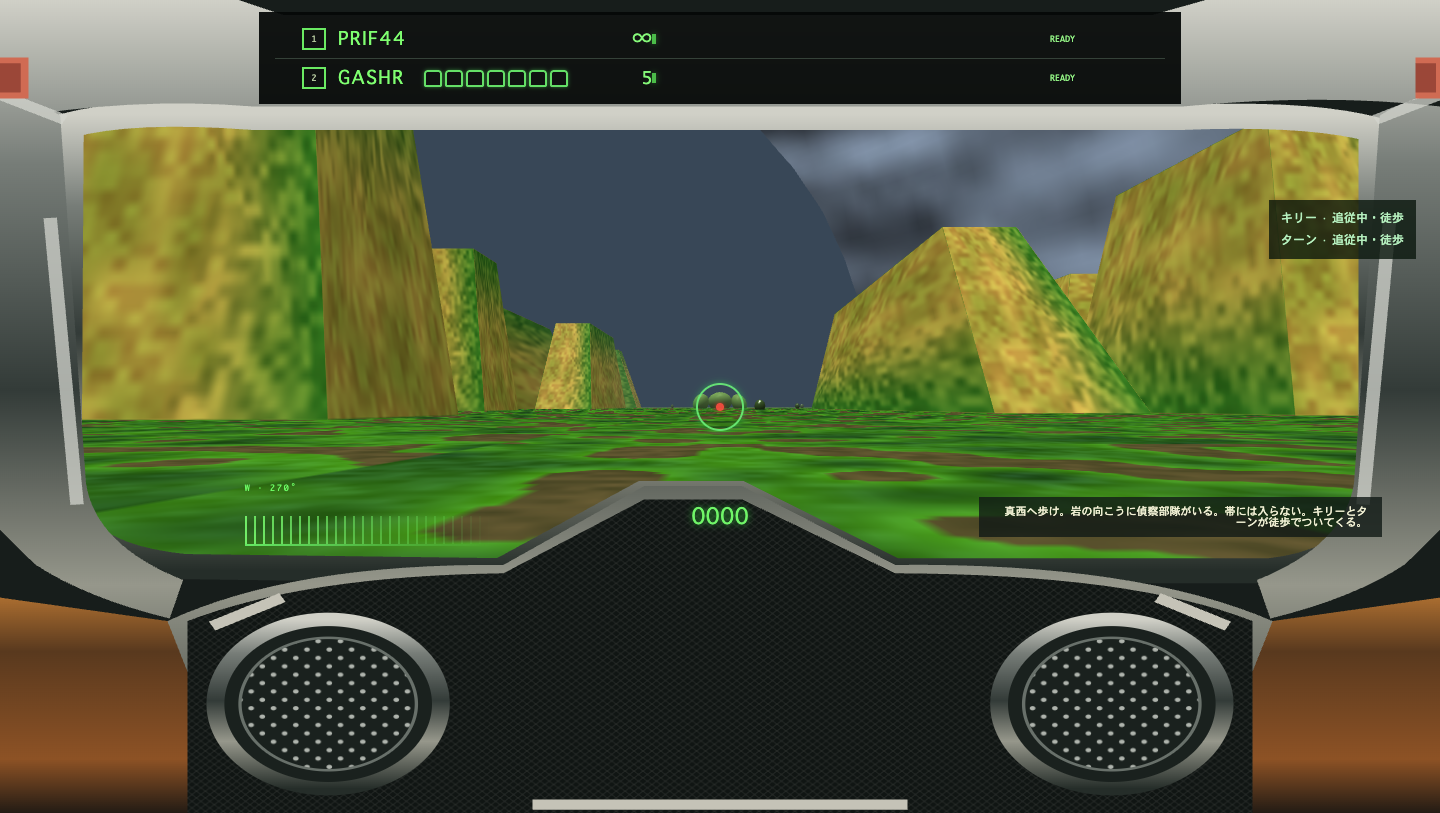 1 PRIF44 ∞ READY
2 GASHR 5 READY
キリー · 追従中・徒歩
ターン · 追従中・徒歩
W · 270°
0000
真西へ歩け。岩の向こうに偵察部隊がいる。帯には入らない。キリーとタ
ーンが徒歩でついてくる。